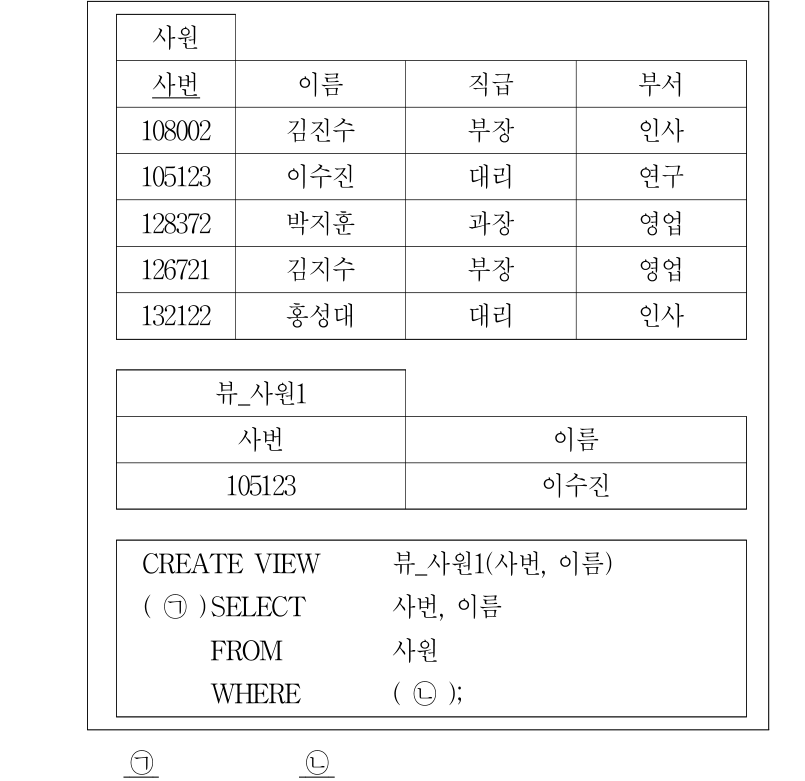 사원
사번 이름 직급 부서
108002 김진수 부장 인사
105123 이수진 대리 연구
128372 박지훈 과장 영업
126721 김지수 부장 영업
132122 홍성대 대리 인사
뷰_사원1
사번 이름
105123 이수진
CREATE VIEW 뷰_사원1(사번, 이름)
( ㉠ )SELECT 사번, 이름
FROM 사원
WHERE ( ㉡ );
㉠ ㉡